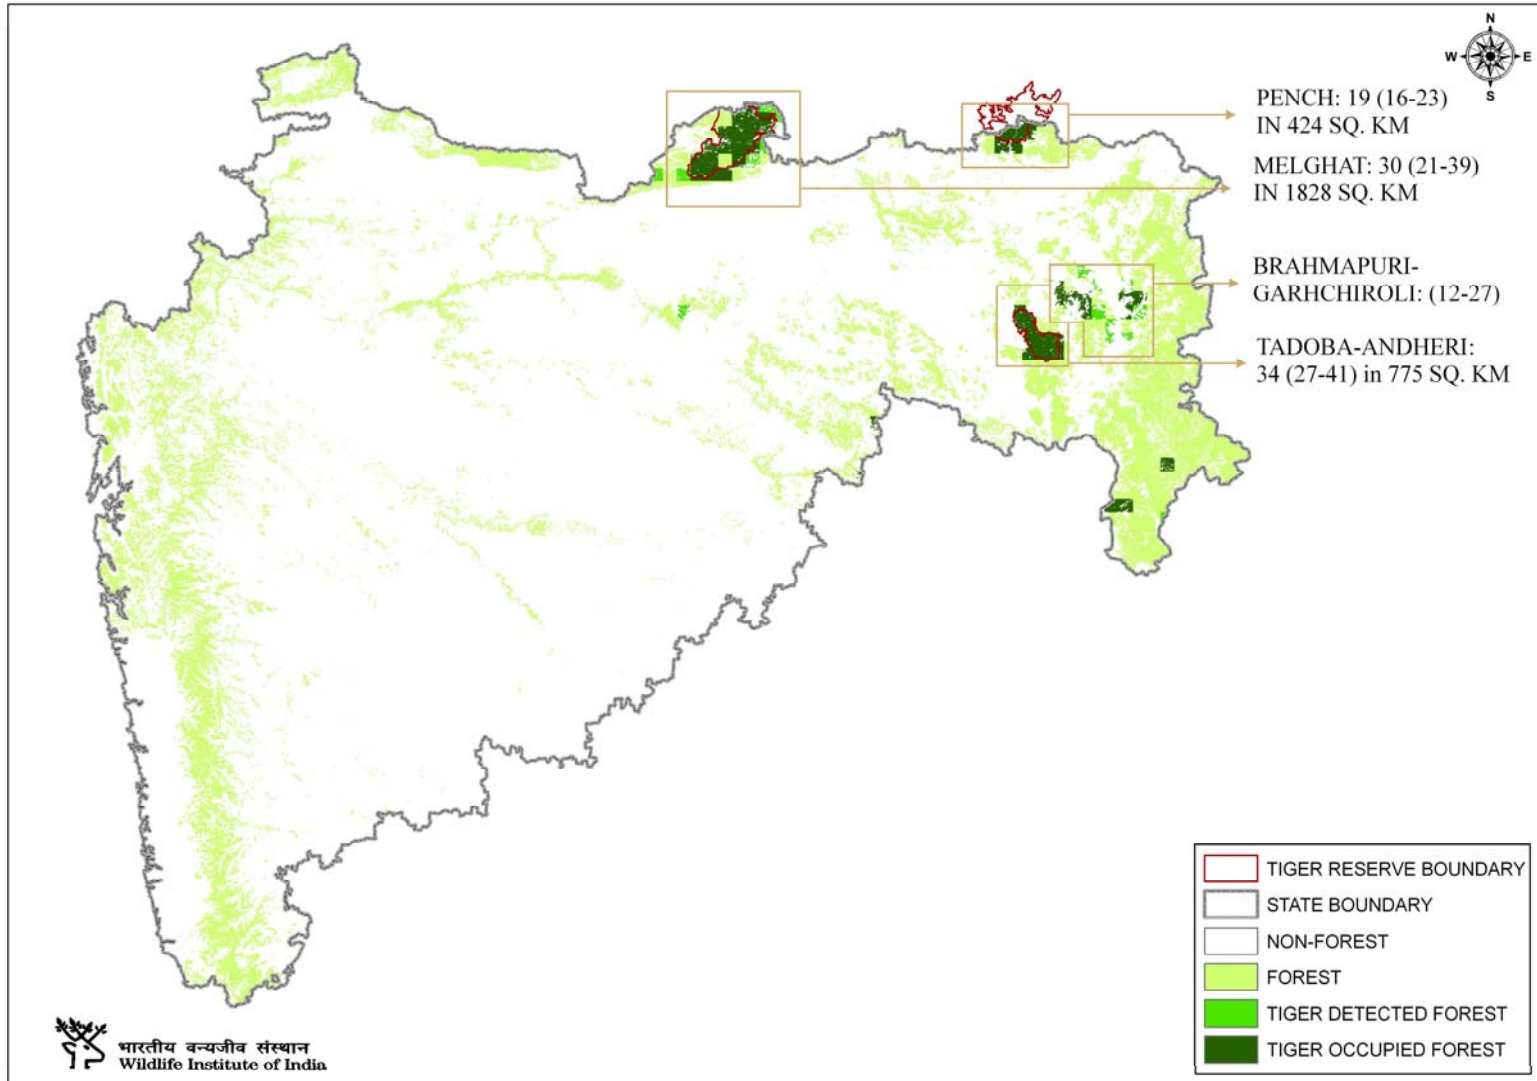 N
W
E
S
PENCH: 19 (16-23)
IN 424 SQ. KM
MELGHAT: 30 (21-39)
IN 1828 SQ. KM
BRAHMAPURI-
GARHCHIROLI: (12-27)
TADOBA-ANDHERI:
34 (27-41) in 775 SQ. KM
TIGER RESERVE BOUNDARY
STATE BOUNDARY
NON-FOREST
FOREST
TIGER DETECTED FOREST
TIGER OCCUPIED FOREST
भारतीय वन्यजीव संस्थान
Wildlife Institute of India